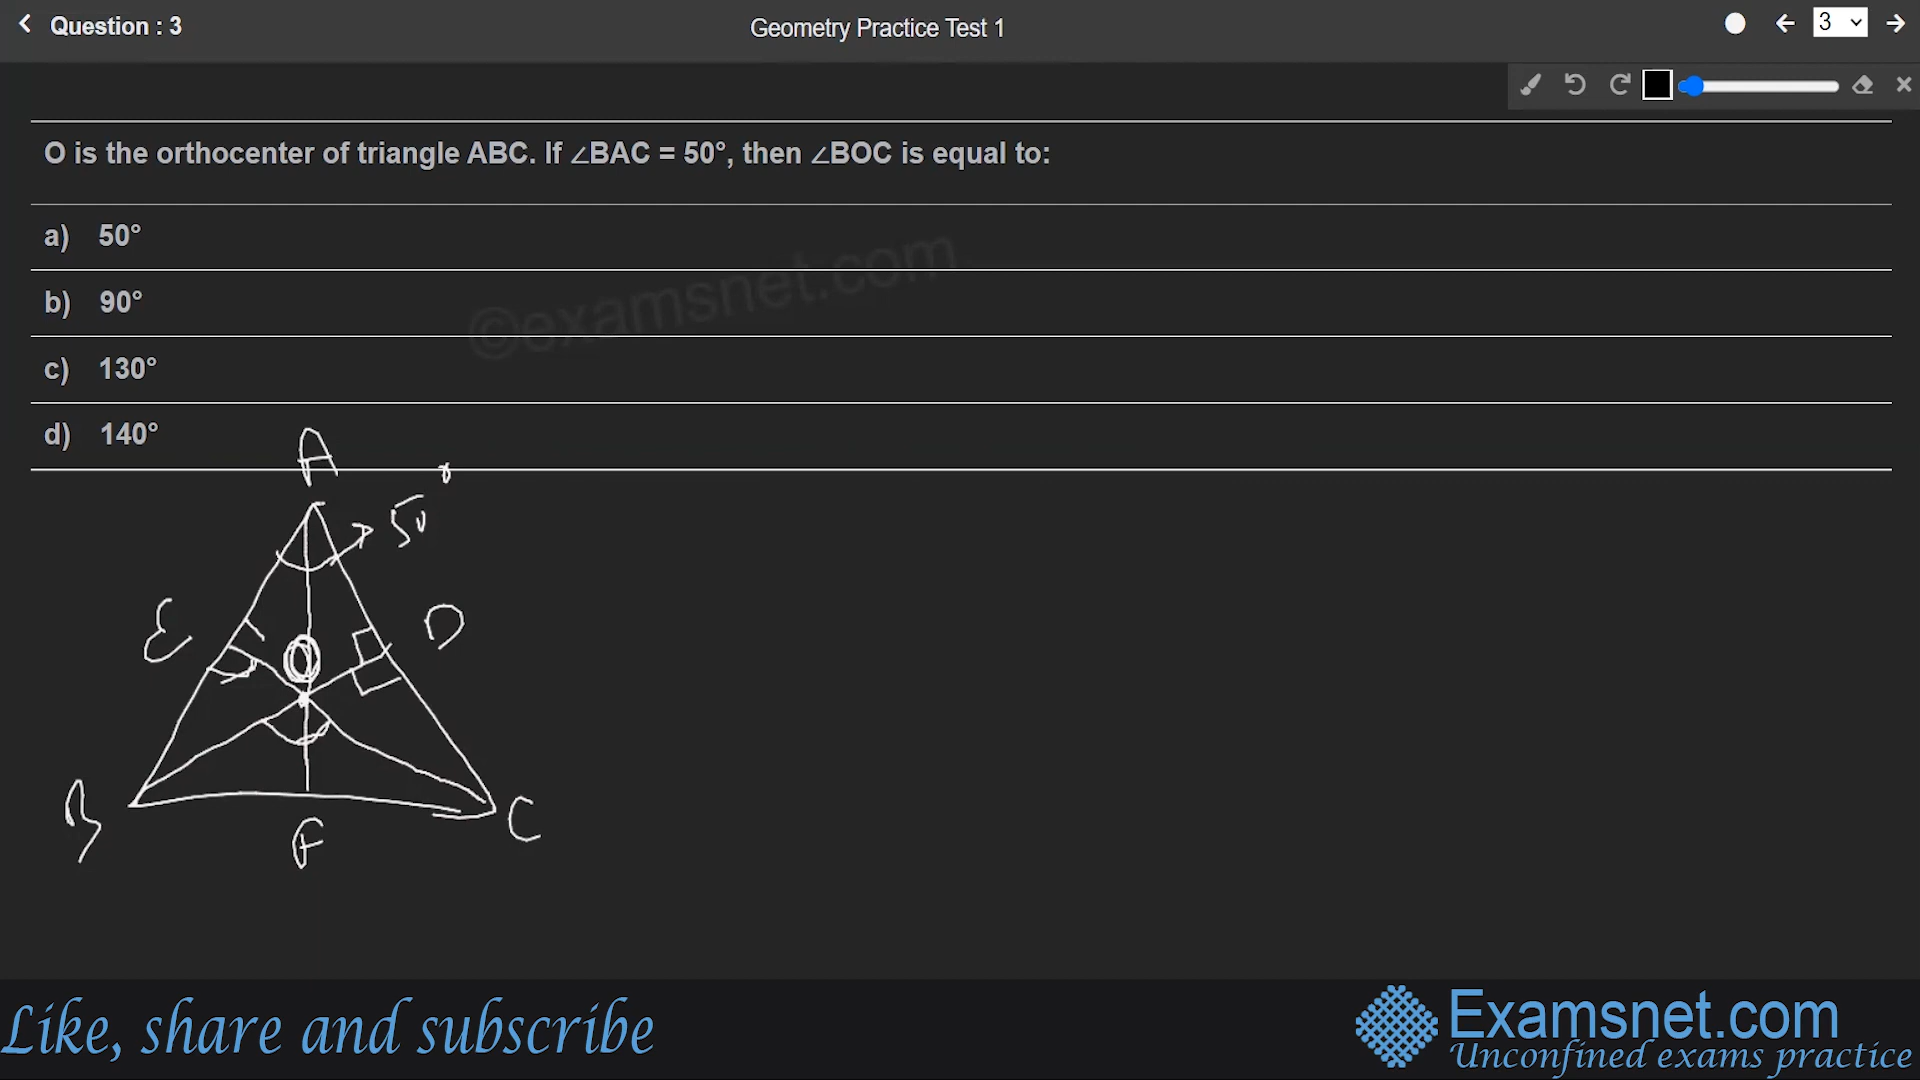 Question : 3
Geometry Practice Test 1
3
O is the orthocenter of triangle ABC. If ∠BAC = 50°, then ∠BOC is equal to:
a) 50°
©examsnet.com
b) 90°
c) 130°
d) 140°
A
50°
E
O
D
B
F
C
Like, share and subscribe
Examsnet.com
Unconfined exams practice